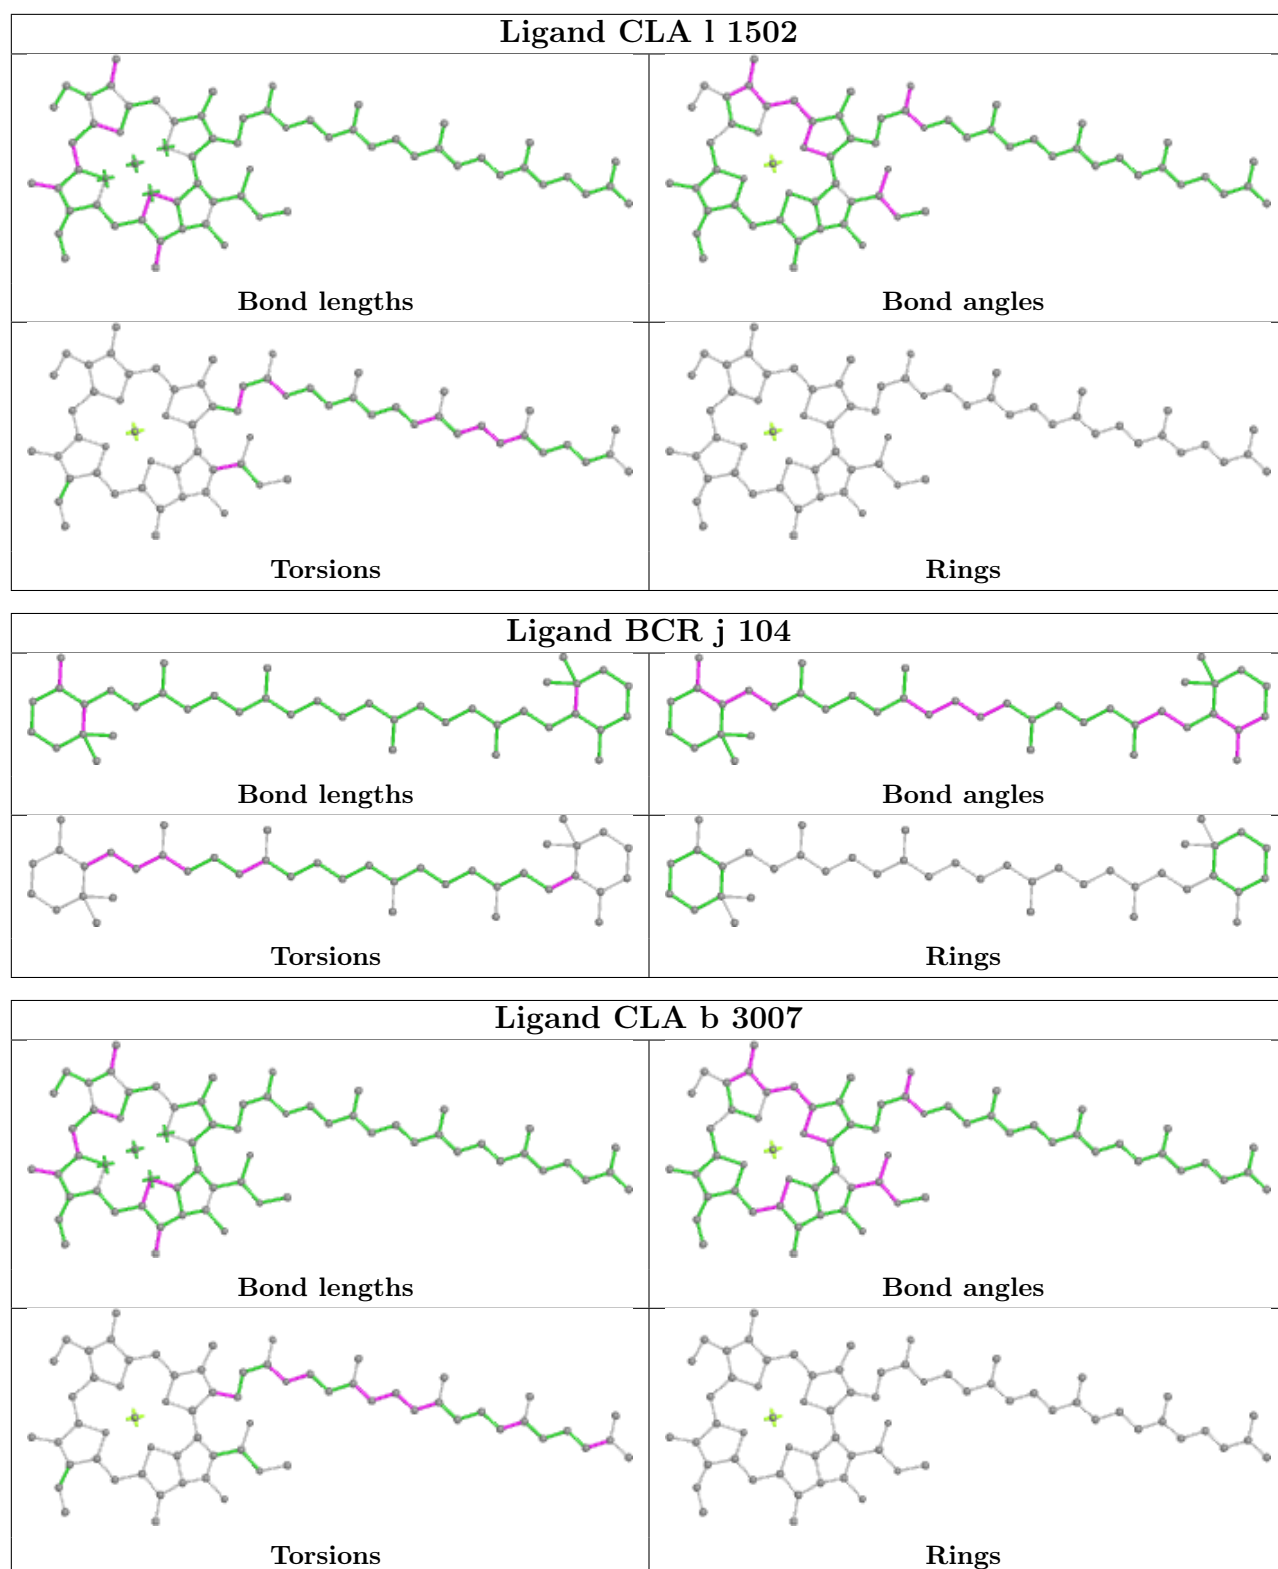 Ligand CLA l 1502
Bond lengths
Bond angles
Torsions
Rings
Ligand BCR j 104
Bond lengths
Bond angles
Torsions
Rings
Ligand CLA b 3007
Bond lengths
Bond angles
Torsions
Rings